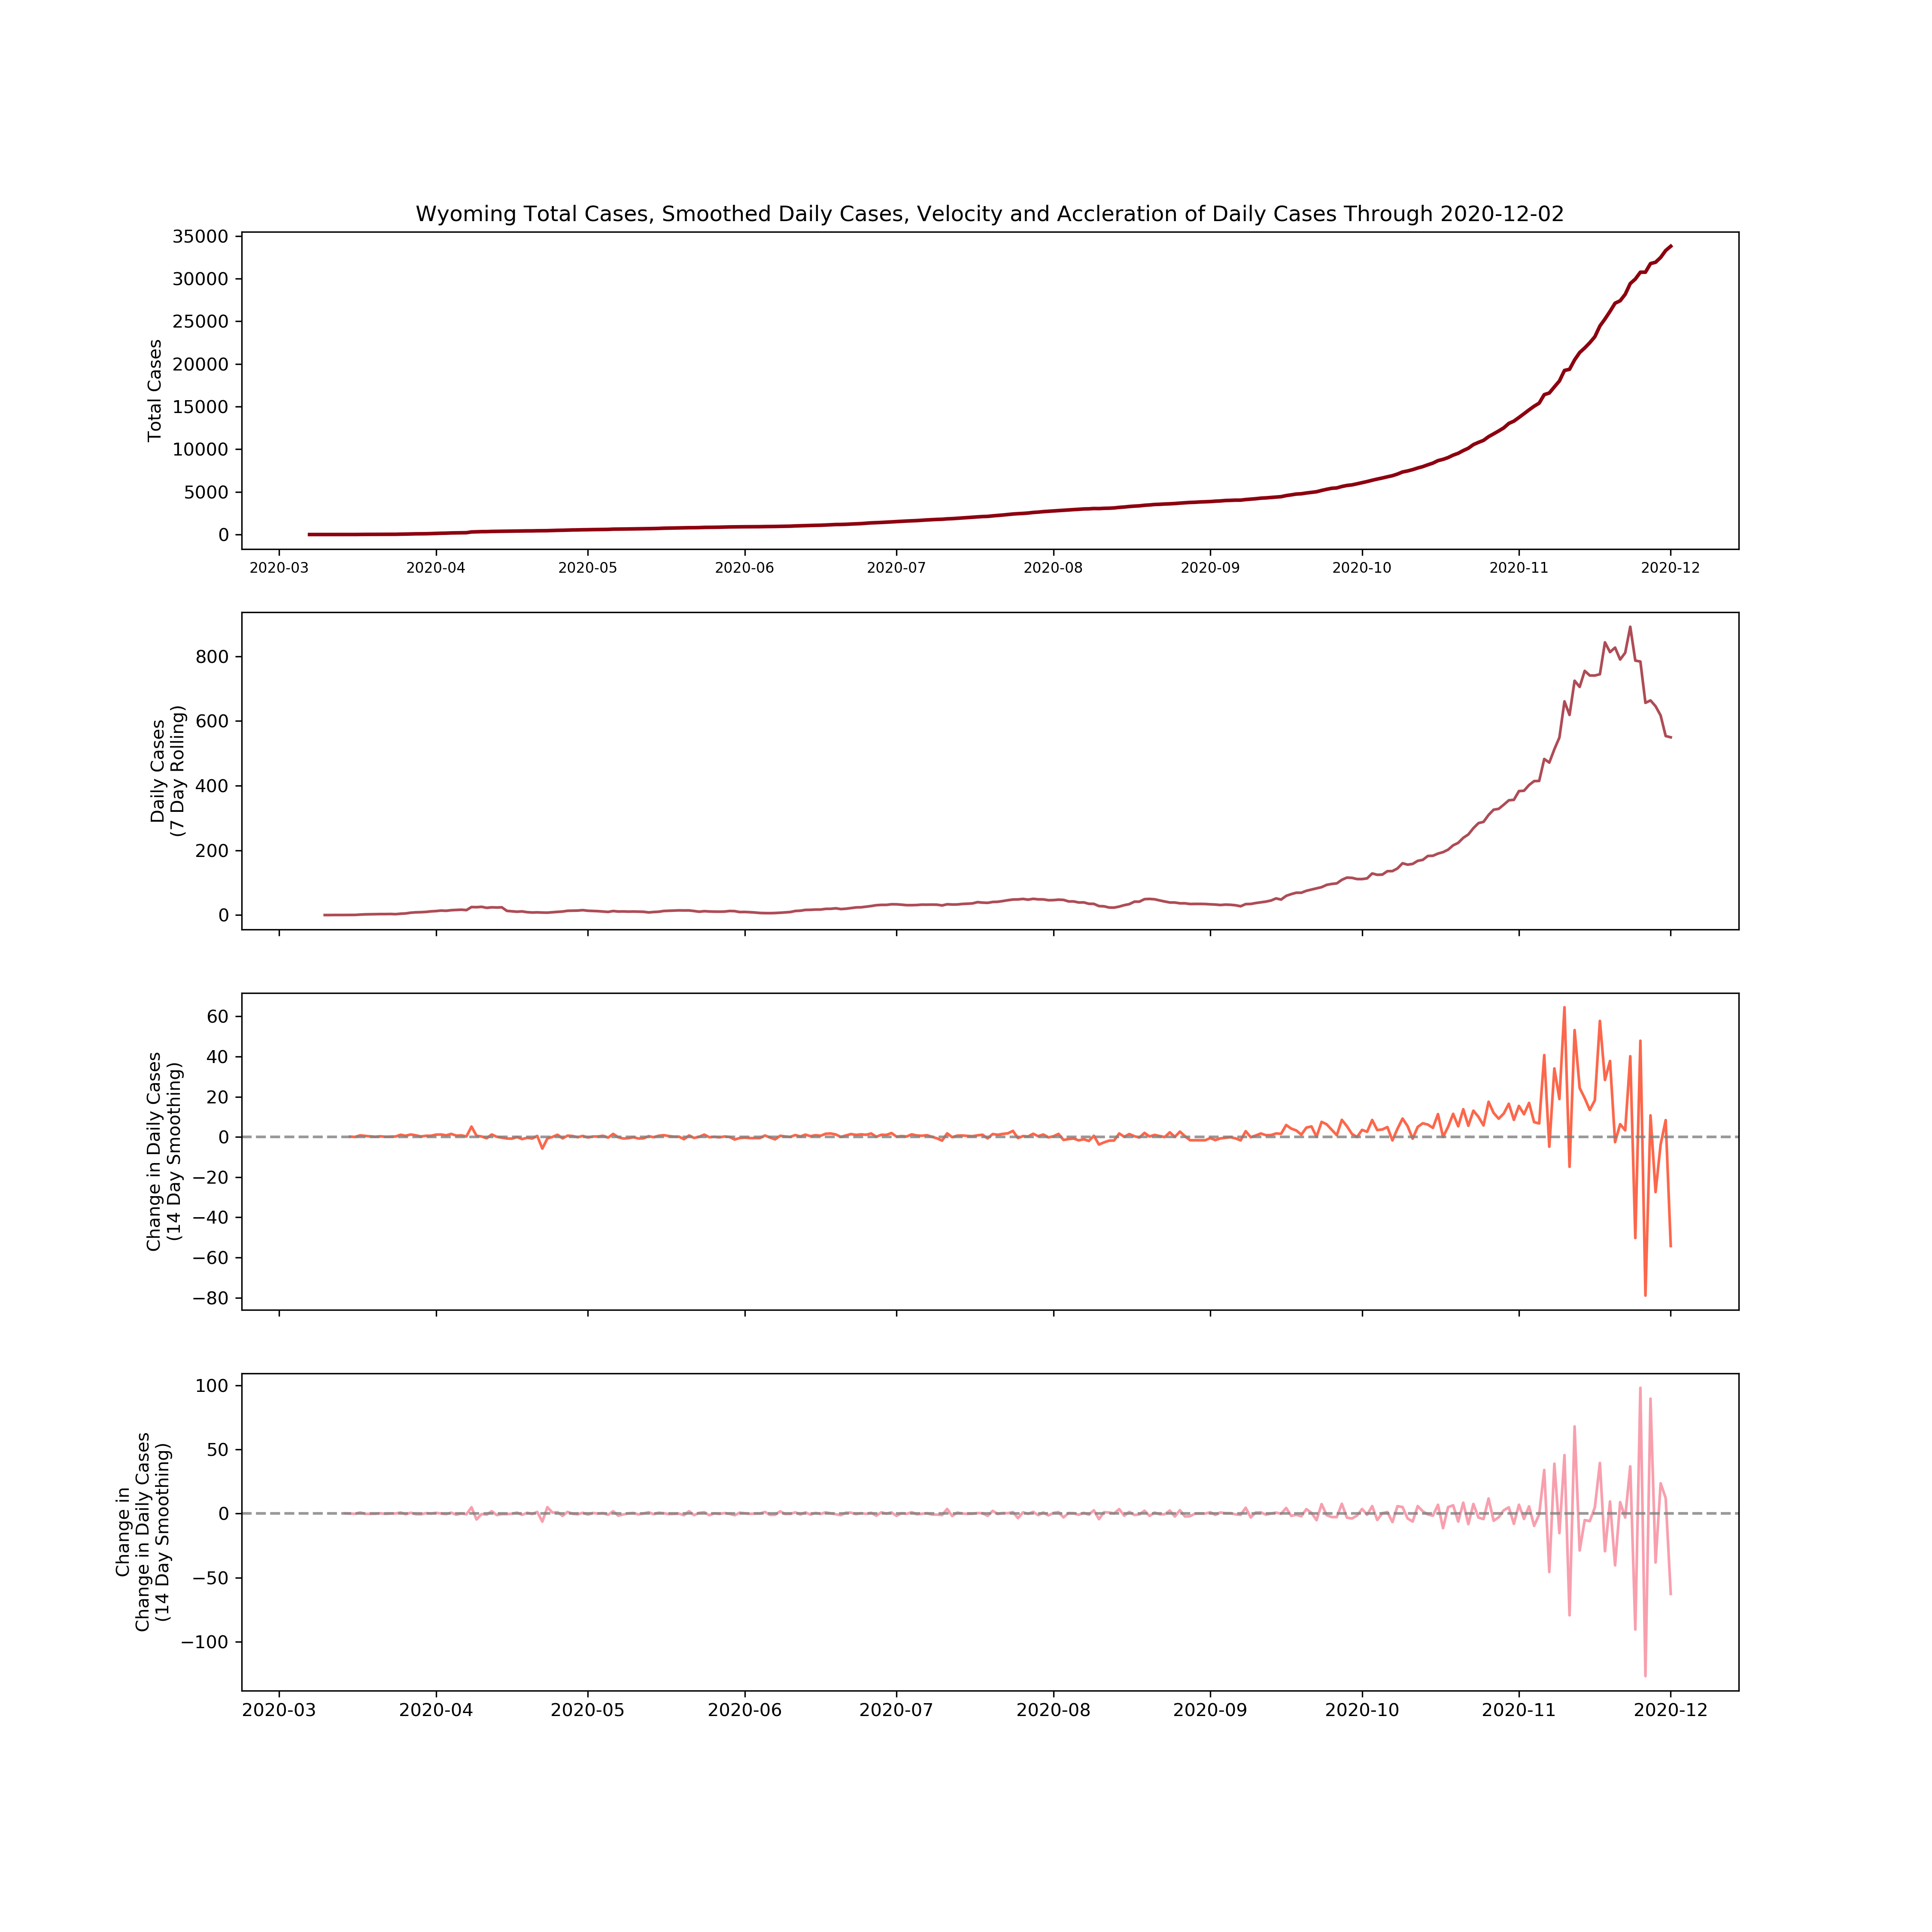 Wyoming Total Cases, Smoothed Daily Cases, Velocity and Accleration of Daily Cases Through 2020-12-02
35000
30000
25000
20000
15000
10000
5000
0
Total Cases
2020-03 2020-04 2020-05 2020-06 2020-07 2020-08 2020-09 2020-10 2020-11 2020-12
800
600
400
200
0
Daily Cases
(7 Day Rolling)
60
40
20
0
−20
−40
−60
−80
Change in Daily Cases
(14 Day Smoothing)
100
50
0
−50
−100
Change in
Change in Daily Cases
(14 Day Smoothing)
2020-03 2020-04 2020-05 2020-06 2020-07 2020-08 2020-09 2020-10 2020-11 2020-12